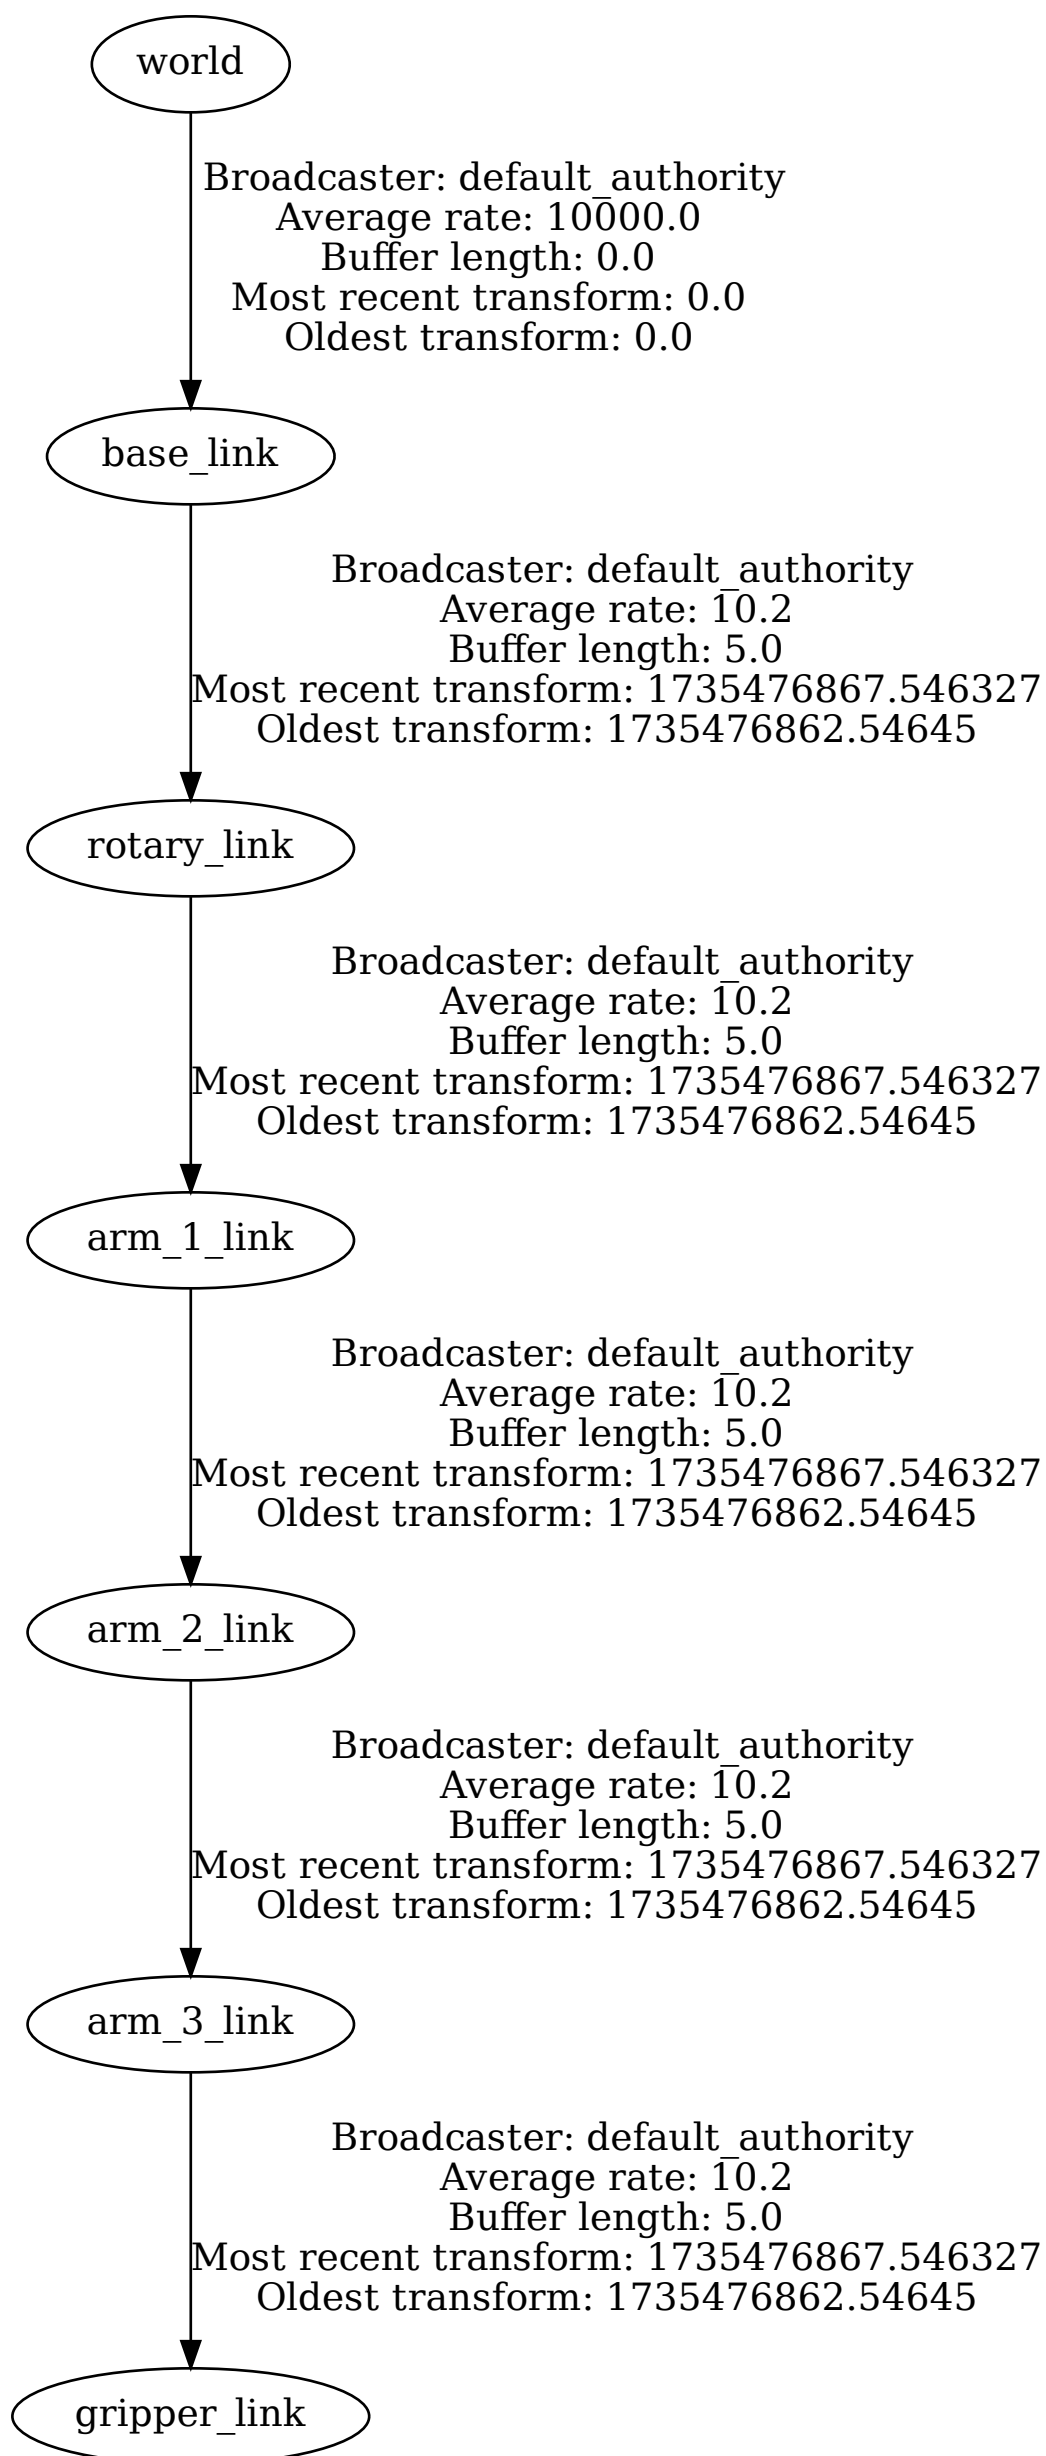 world
Broadcaster: default_authority
Average rate: 10000.0
Buffer length: 0.0
Most recent transform: 0.0
Oldest transform: 0.0
base_link
Broadcaster: default_authority
Average rate: 10.2
Buffer length: 5.0
Most recent transform: 1735476867.546327
Oldest transform: 1735476862.54645
rotary_link
Broadcaster: default_authority
Average rate: 10.2
Buffer length: 5.0
Most recent transform: 1735476867.546327
Oldest transform: 1735476862.54645
arm_1_link
Broadcaster: default_authority
Average rate: 10.2
Buffer length: 5.0
Most recent transform: 1735476867.546327
Oldest transform: 1735476862.54645
arm_2_link
Broadcaster: default_authority
Average rate: 10.2
Buffer length: 5.0
Most recent transform: 1735476867.546327
Oldest transform: 1735476862.54645
arm_3_link
Broadcaster: default_authority
Average rate: 10.2
Buffer length: 5.0
Most recent transform: 1735476867.546327
Oldest transform: 1735476862.54645
gripper_link